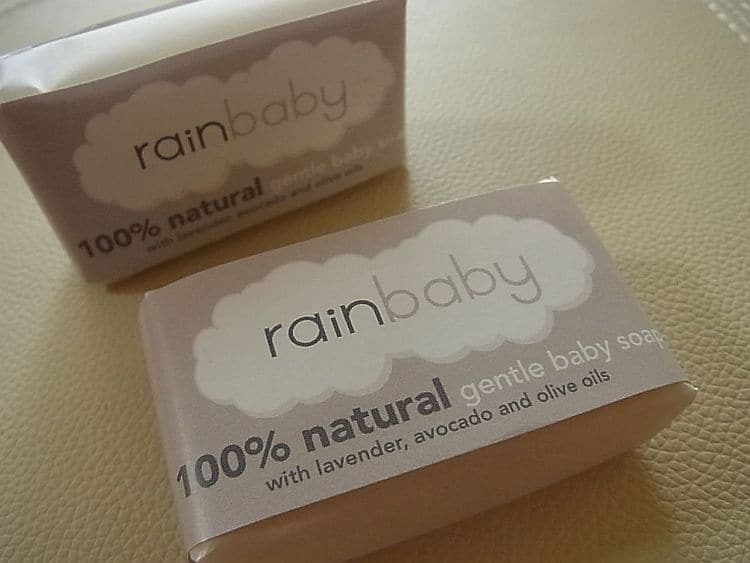 rainbaby
100% natural gentle baby soap
with lavender, avocado and olive oils
rainbaby
100% natural gentle baby soap
with lavender, avocado and olive oils